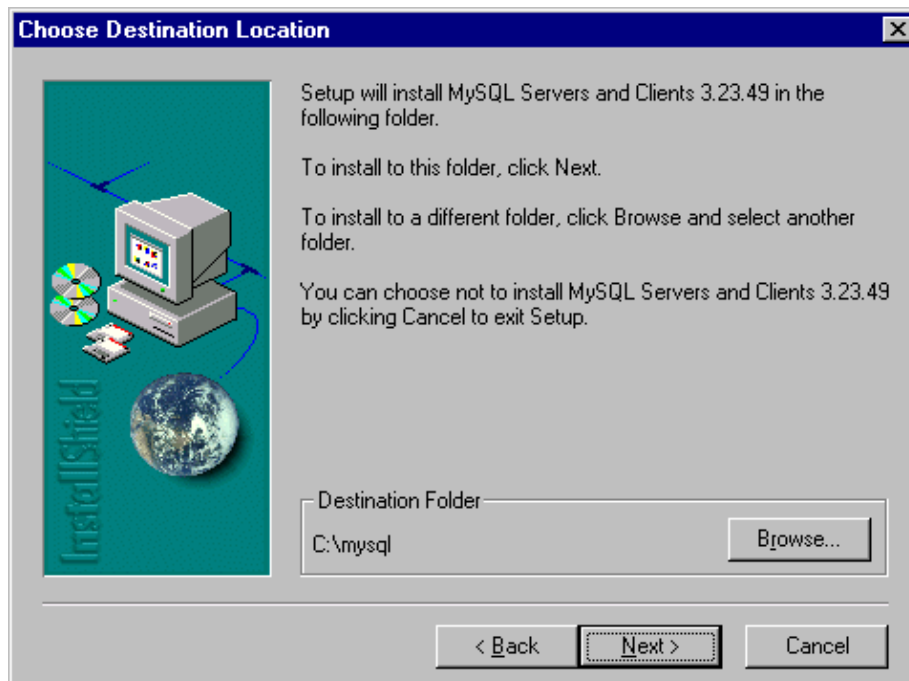 Choose Destination Location
Setup will install MySQL Servers and Clients 3.23.49 in the
following folder.
To install to this folder, click Next.
To install to a different folder, click Browse and select another
folder.
You can choose not to install MySQL Servers and Clients 3.23.49
by clicking Cancel to exit Setup.
InstallShield
Destination Folder
C:\mysql
Browse...
< Back
Next >
Cancel